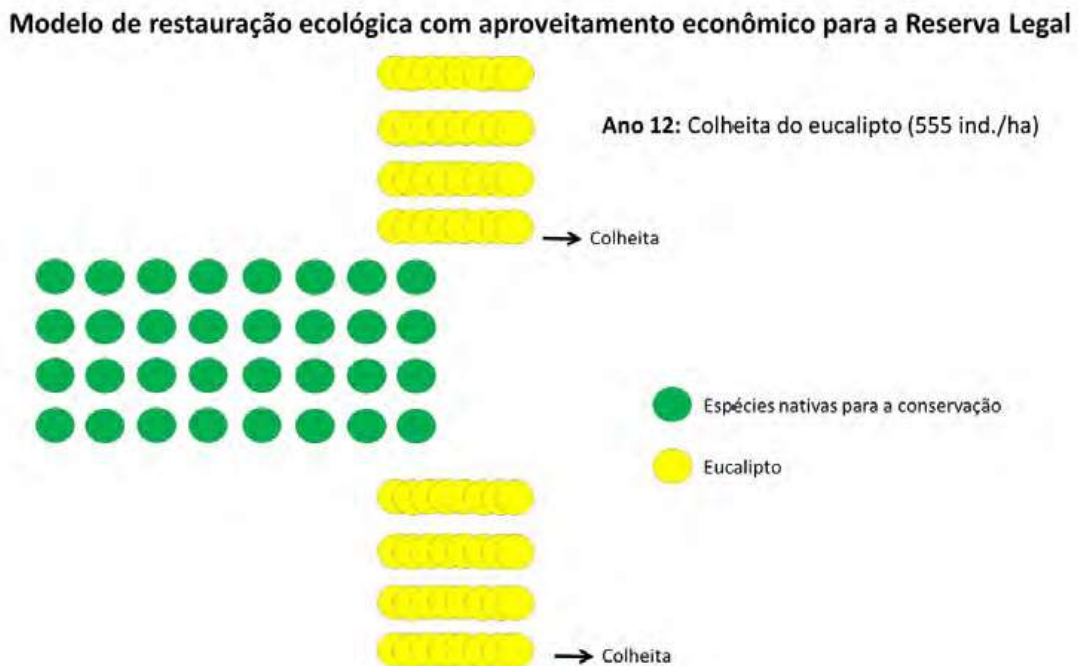 Modelo de restauração ecológica com aproveitamento econômico para a Reserva Legal
Ano 12: Colheita do eucalipto (555 ind./ha)
Colheita
Espécies nativas para a conservação
Eucalipto
Colheita